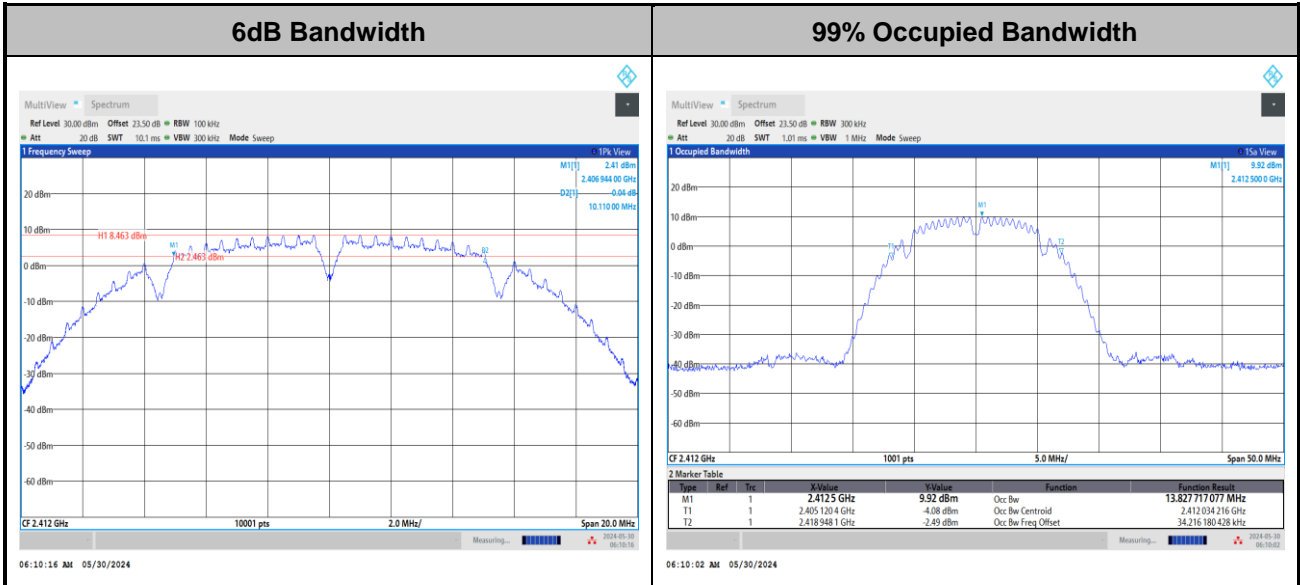 6dB Bandwidth
99% Occupied Bandwidth
MultiView Spectrum
Ref Level 30.00 dBm Offset 23.50 dB RBW 100 kHz
Att 20 dB SWT 10.1 ms VBW 300 kHz Mode Sweep
1 Frequency Sweep 1Pk View
M1[1] 2.41 dBm
2.406 944 00 GHz
D2[1] -0.04 dB
10.110 00 MHz
20 dBm
10 dBm
H1 8.463 dBm
M1
H2 2.463 dBm
D2
0 dBm
-10 dBm
-20 dBm
-30 dBm
-40 dBm
-50 dBm
-60 dBm
CF 2.412 GHz 10001 pts 2.0 MHz/ Span 20.0 MHz
Measuring... 2024-05-30
06:10:16
06:10:16 AM 05/30/2024
MultiView Spectrum
Ref Level 30.00 dBm Offset 23.50 dB RBW 300 kHz
Att 20 dB SWT 1.01 ms VBW 1 MHz Mode Sweep
1 Occupied Bandwidth 1Sa View
M1[1] 9.92 dBm
2.412 500 0 GHz
20 dBm
M1
10 dBm
T1
T2
0 dBm
-10 dBm
-20 dBm
-30 dBm
-40 dBm
-50 dBm
-60 dBm
CF 2.412 GHz 1001 pts 5.0 MHz/ Span 50.0 MHz
2 Marker Table
Type Ref Trc X-Value Y-Value Function Function Result
M1 1 2.4125 GHz 9.92 dBm Occ Bw 13.827 717 077 MHz
T1 1 2.405 120 4 GHz -4.08 dBm Occ Bw Centroid 2.412 034 216 GHz
T2 1 2.418 948 1 GHz -2.49 dBm Occ Bw Freq Offset 34.216 180 428 kHz
Measuring... 2024-05-30
06:10:02
06:10:02 AM 05/30/2024